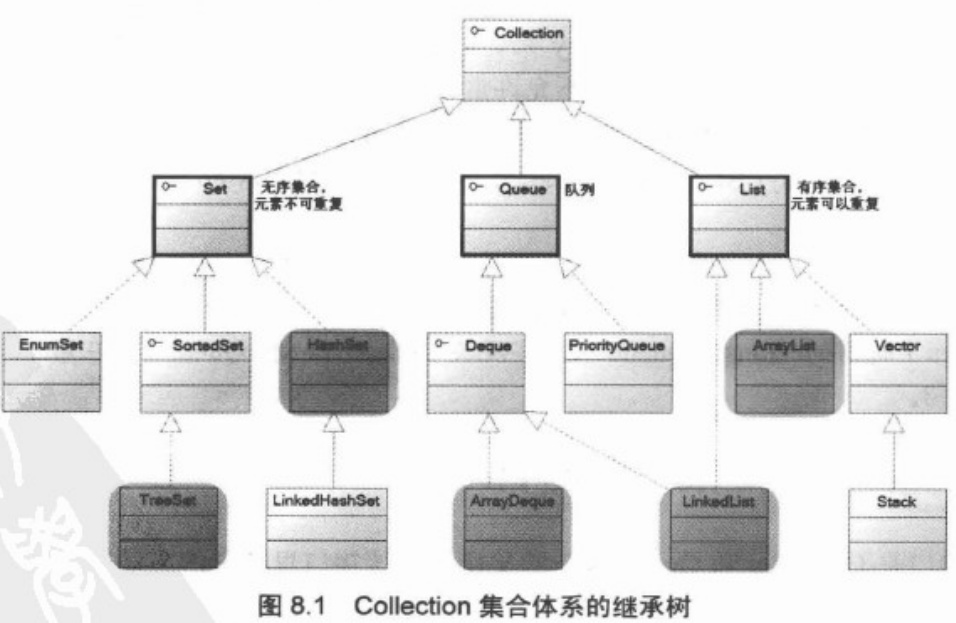 Collection
Set
无序集合，
元素不可重复
Queue
队列
List
有序集合，
元素可以重复
EnumSet
SortedSet
HashSet
Deque
PriorityQueue
ArrayList
Vector
TreeSet
LinkedHashSet
ArrayDeque
LinkedList
Stack
图 8.1 Collection 集合体系的继承树